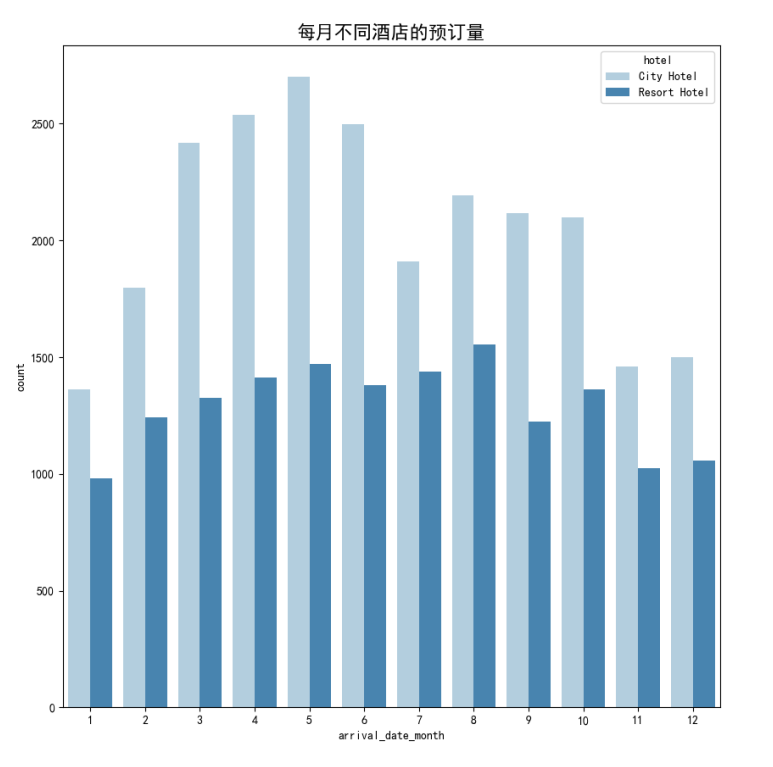 每月不同酒店的预订量
hotel
City Hotel
Resort Hotel
count
2500
2000
1500
1000
500
0
1 2 3 4 5 6 7 8 9 10 11 12
arrival_date_month